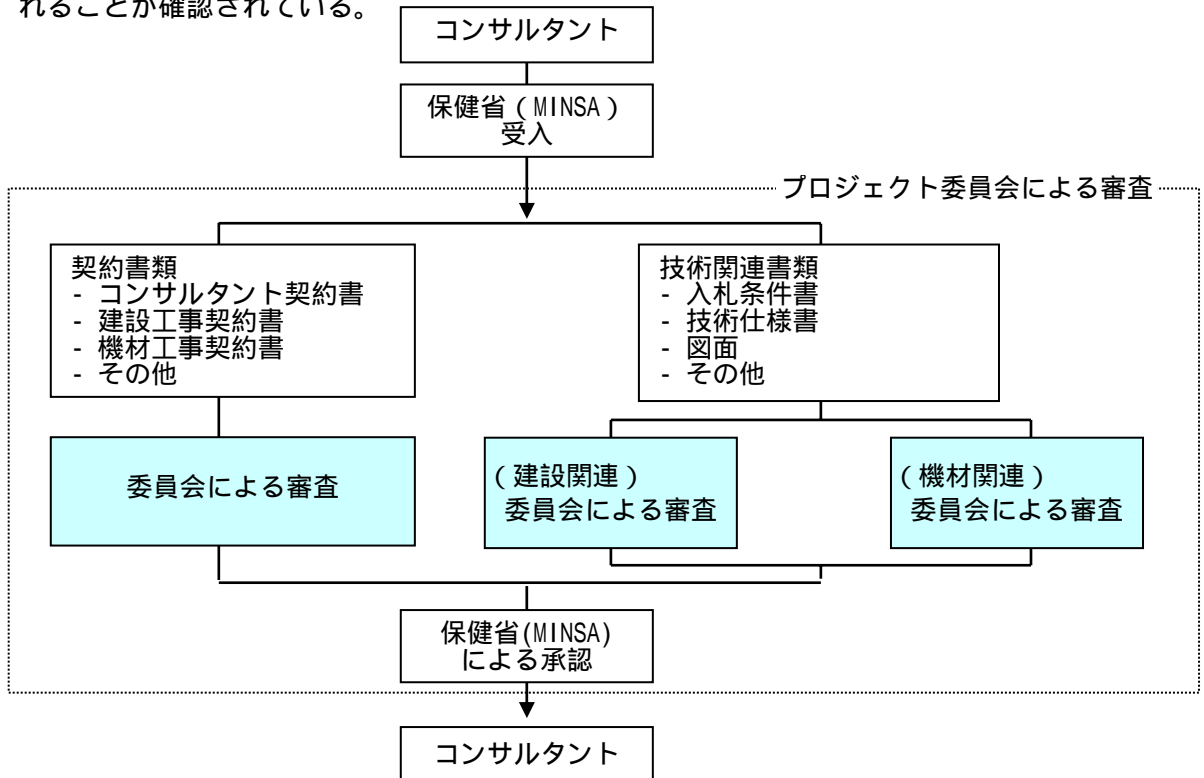 れることが確認されている。
コンサルタント
保健省(MINSA)
受入
プロジェクト委員会による審査
契約書類
- コンサルタント契約書
- 建設工事契約書
- 機材工事契約書
- その他
技術関連書類
- 入札条件書
- 技術仕様書
- 図面
- その他
委員会による審査
(建設関連)
委員会による審査
(機材関連)
委員会による審査
保健省(MINSA)
による承認
コンサルタント